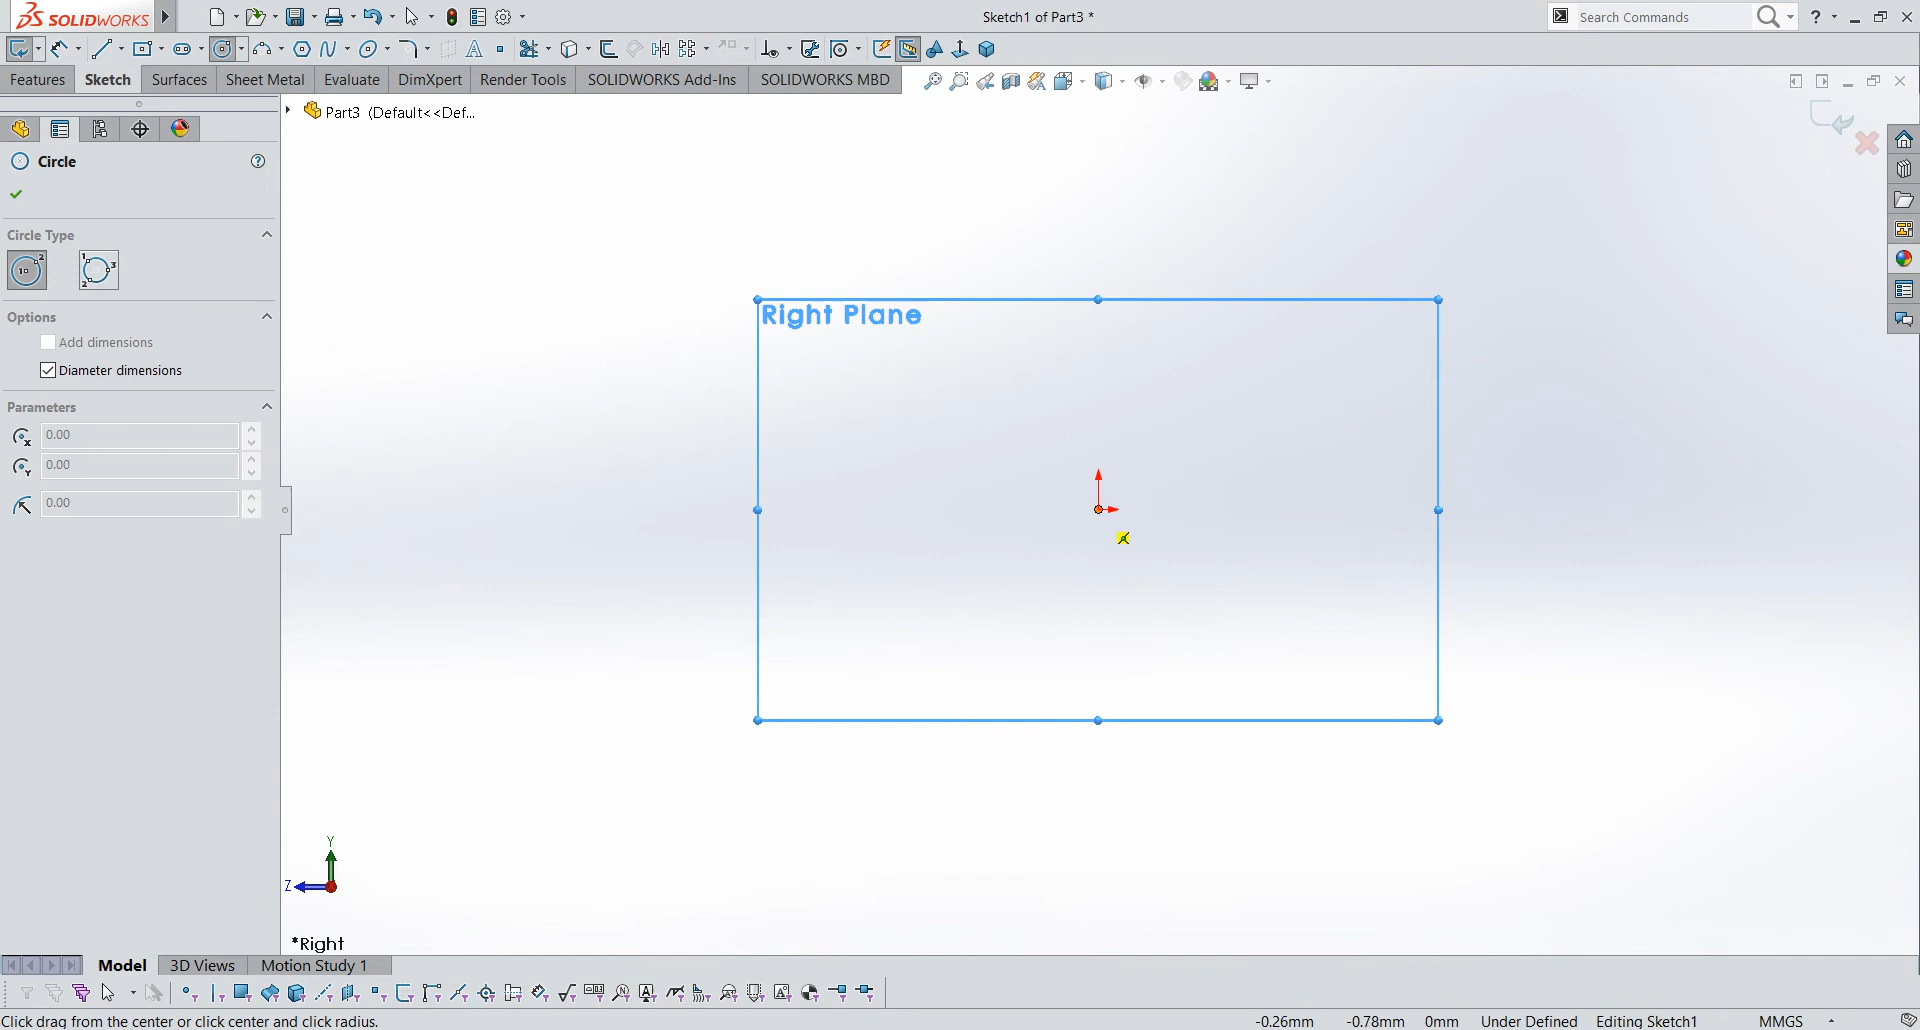 SOLIDWORKS
Sketch1 of Part3 *
Search Commands
?
Features
Sketch
Surfaces
Sheet Metal
Evaluate
DimXpert
Render Tools
SOLIDWORKS Add-Ins
SOLIDWORKS MBD
Part3 (Default<<Def...
Circle
Circle Type
Options
Add dimensions
Diameter dimensions
Parameters
0.00
0.00
0.00
Right Plane
Y
Z
*Right
Model
3D Views
Motion Study 1
Click drag from the center or click center and click radius.
-0.26mm
-0.78mm
0mm
Under Defined
Editing Sketch1
MMGS